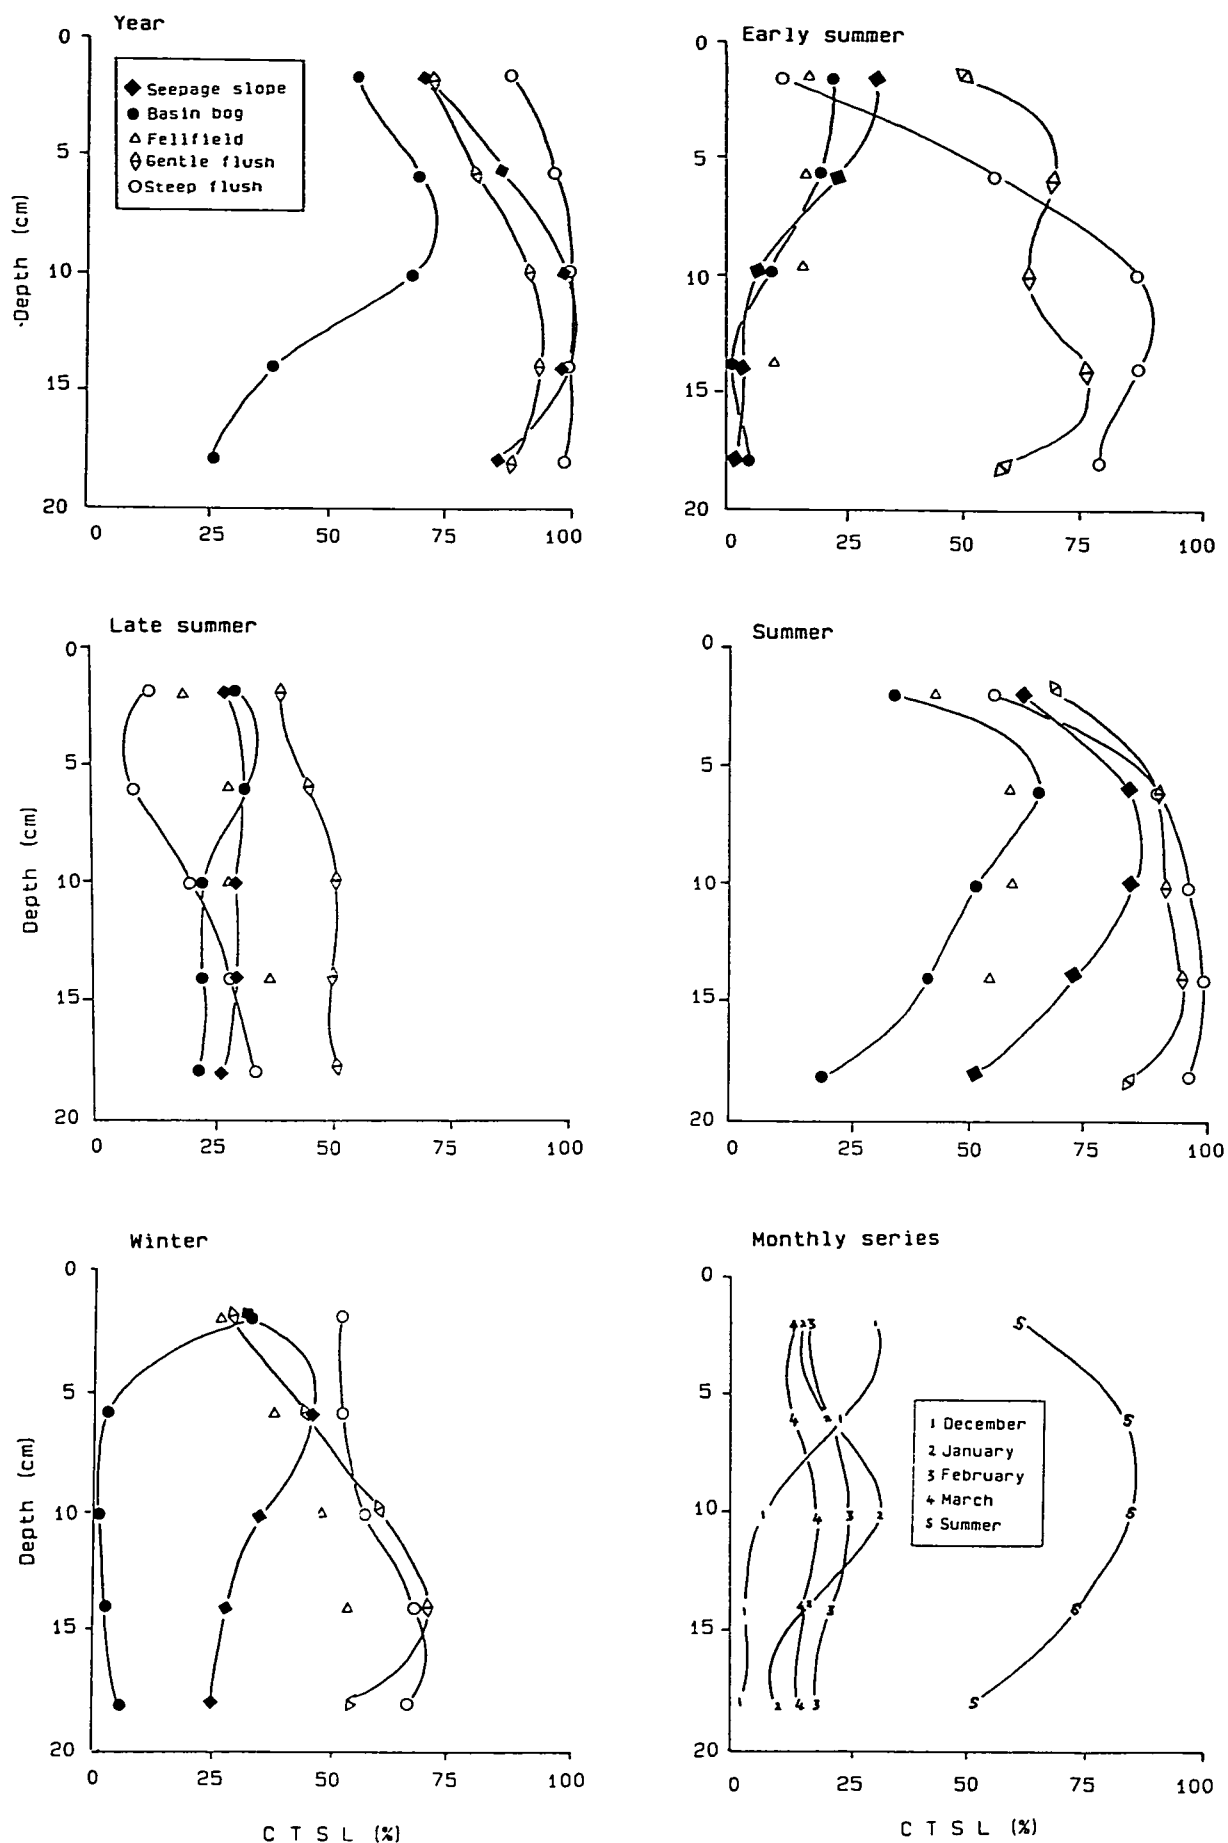 Year
0
5
10
15
20
0 25 50 75 100
Depth (cm)
Seepage slope
Basin bog
Fellfield
Gentle flush
Steep flush
Early summer
0
5
10
15
20
0 25 50 75 100
Late summer
0
5
10
15
20
0 25 50 75 100
Depth (cm)
Summer
0
5
10
15
20
0 25 50 75 100
Winter
0
5
10
15
20
0 25 50 75 100
Depth (cm)
C T S L (%)
Monthly series
0
5
10
15
20
0 25 50 75 100
C T S L (%)
1 December
2 January
3 February
4 March
5 Summer